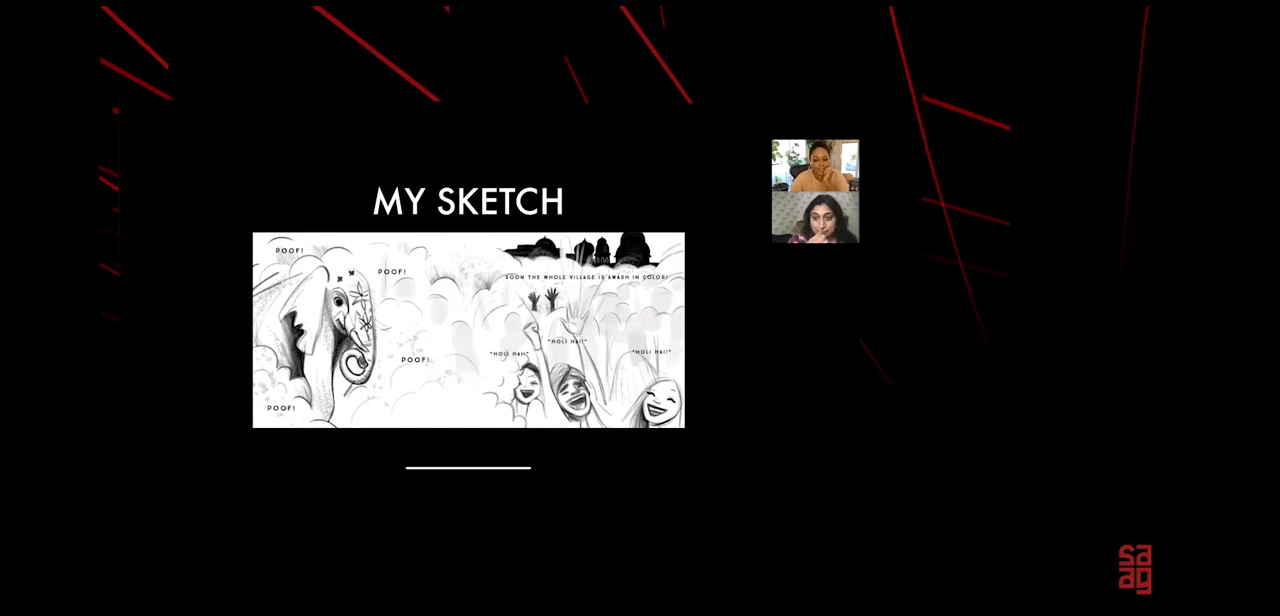 MY SKETCH
POOF!
POOF!
SOON THE WHOLE VILLAGE IS AWASH IN COLOR!
"HOLI HAI!"
"HOLI HAI!"
"HOLI HAI!"
POOF!
POOF!
saag